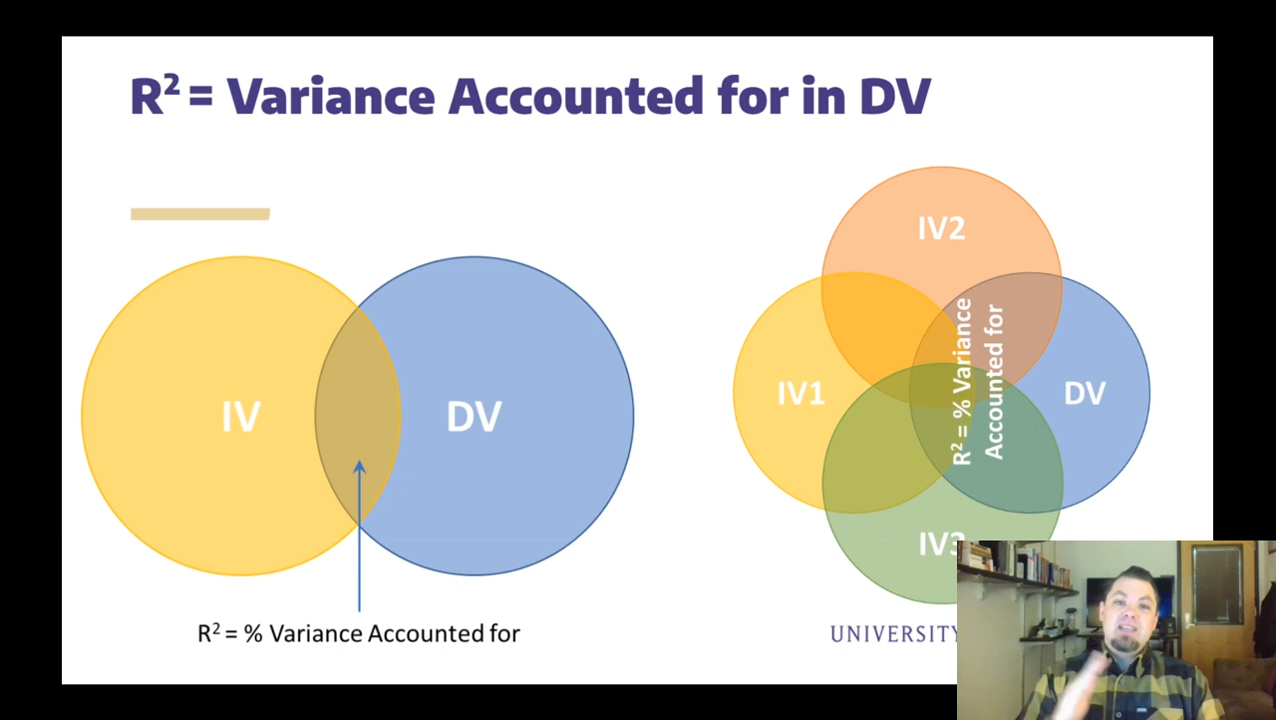 R² = Variance Accounted for in DV
IV
DV
R² = % Variance Accounted for
IV2
IV1
R² = % Variance
Accounted for
DV
IV3
UNIVERSITY